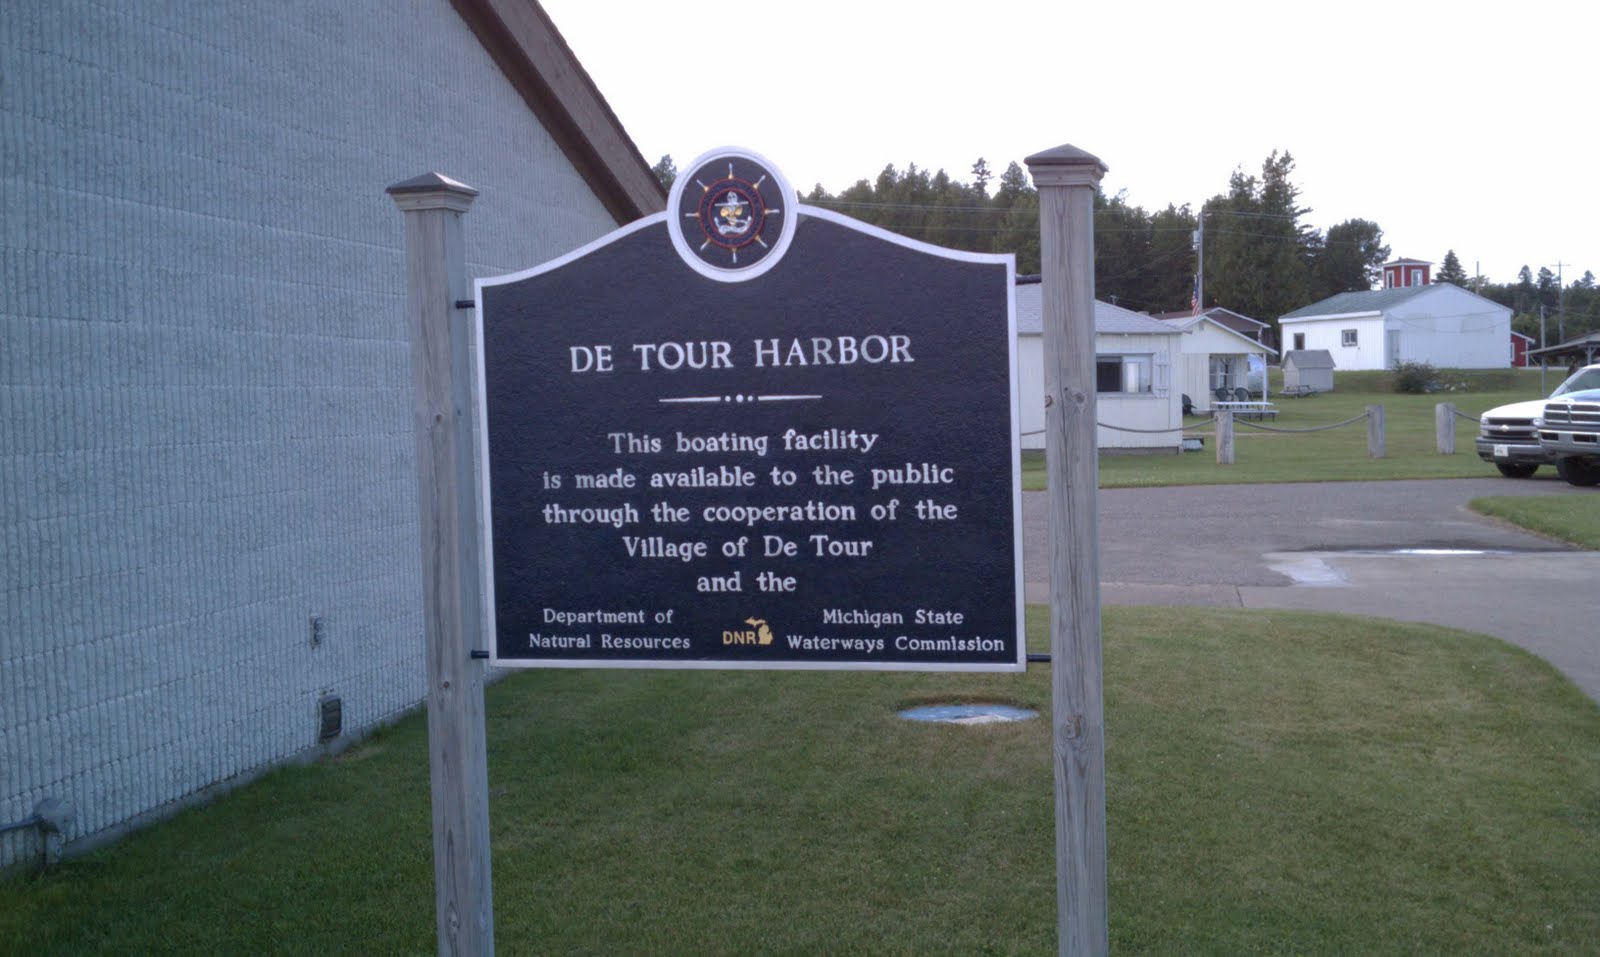 DE TOUR HARBOR
This boating facility
is made available to the public
through the cooperation of the
Village of De Tour
and the
Department of
Natural Resources
DNR
Michigan State
Waterways Commission